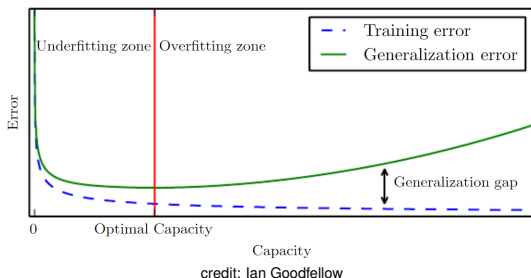 Training error
Generalization error
Underfitting zone
Overfitting zone
Error
Generalization gap
0
Optimal Capacity
Capacity
credit: Ian Goodfellow